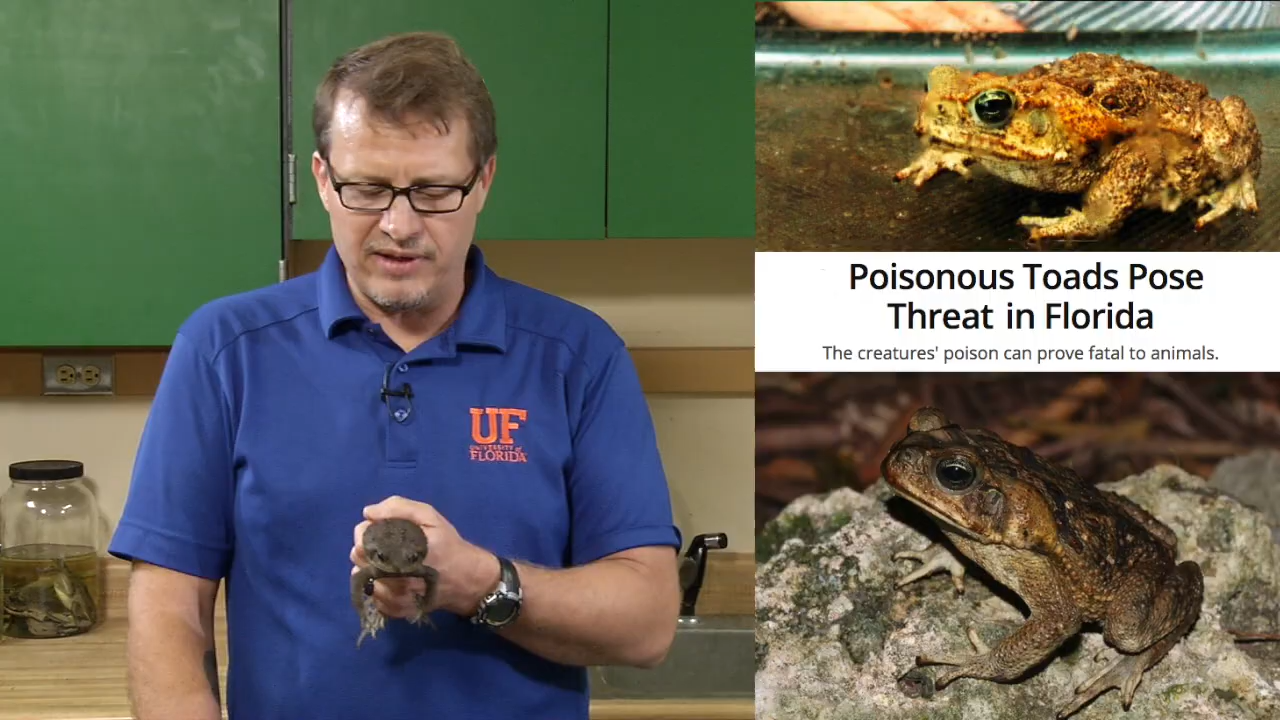 UF
UNIVERSITY of
FLORIDA
Poisonous Toads Pose
Threat in Florida
The creatures' poison can prove fatal to animals.